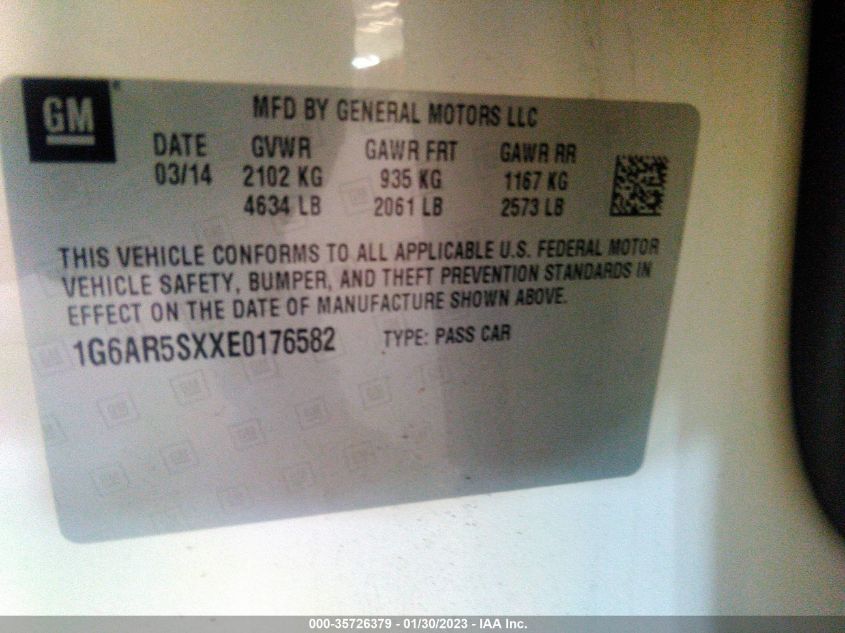 GM
MFD BY GENERAL MOTORS LLC
DATE GVWR GAWR FRT GAWR RR
03/14 2102 KG 935 KG 1167 KG
4634 LB 2061 LB 2573 LB
THIS VEHICLE CONFORMS TO ALL APPLICABLE U.S. FEDERAL MOTOR
VEHICLE SAFETY, BUMPER, AND THEFT PREVENTION STANDARDS IN
EFFECT ON THE DATE OF MANUFACTURE SHOWN ABOVE.
1G6AR5SXXE0176582 TYPE: PASS CAR
000-35726379 - 01/30/2023 - IAA Inc.